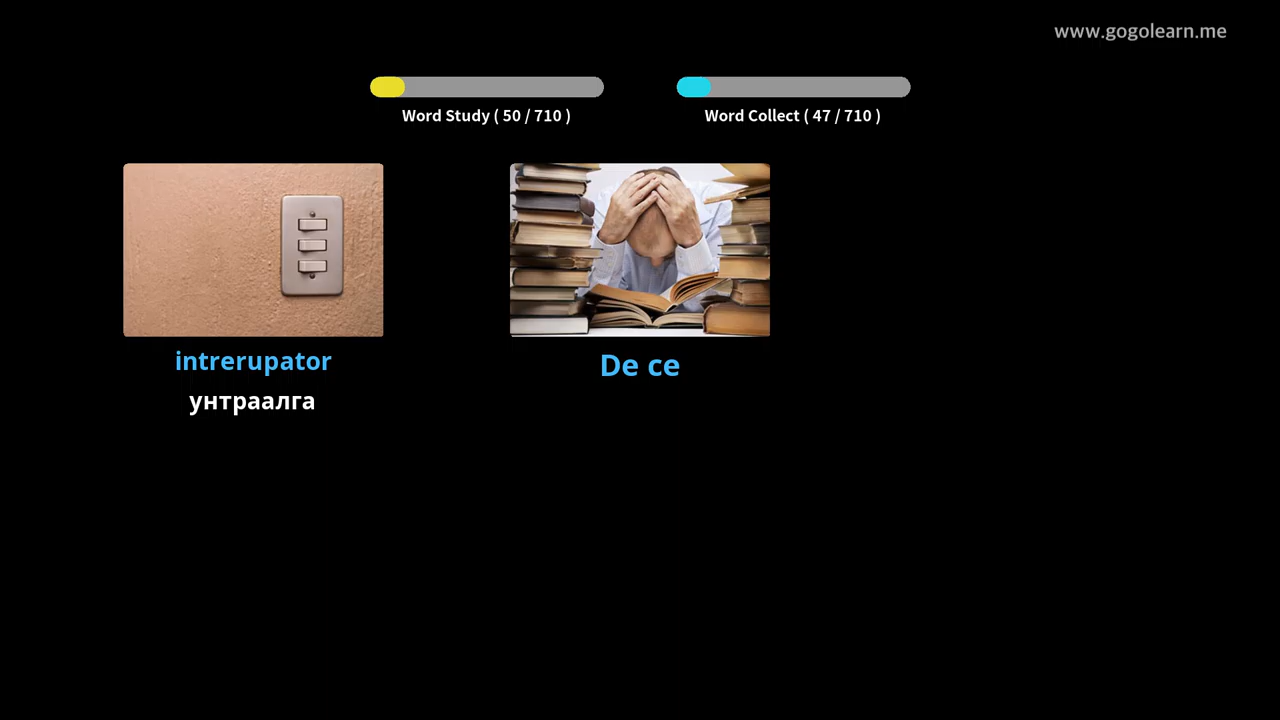 www.gogolearn.me
Word Study ( 50 / 710 )
Word Collect ( 47 / 710 )
intrerupator
унтраалга
De ce